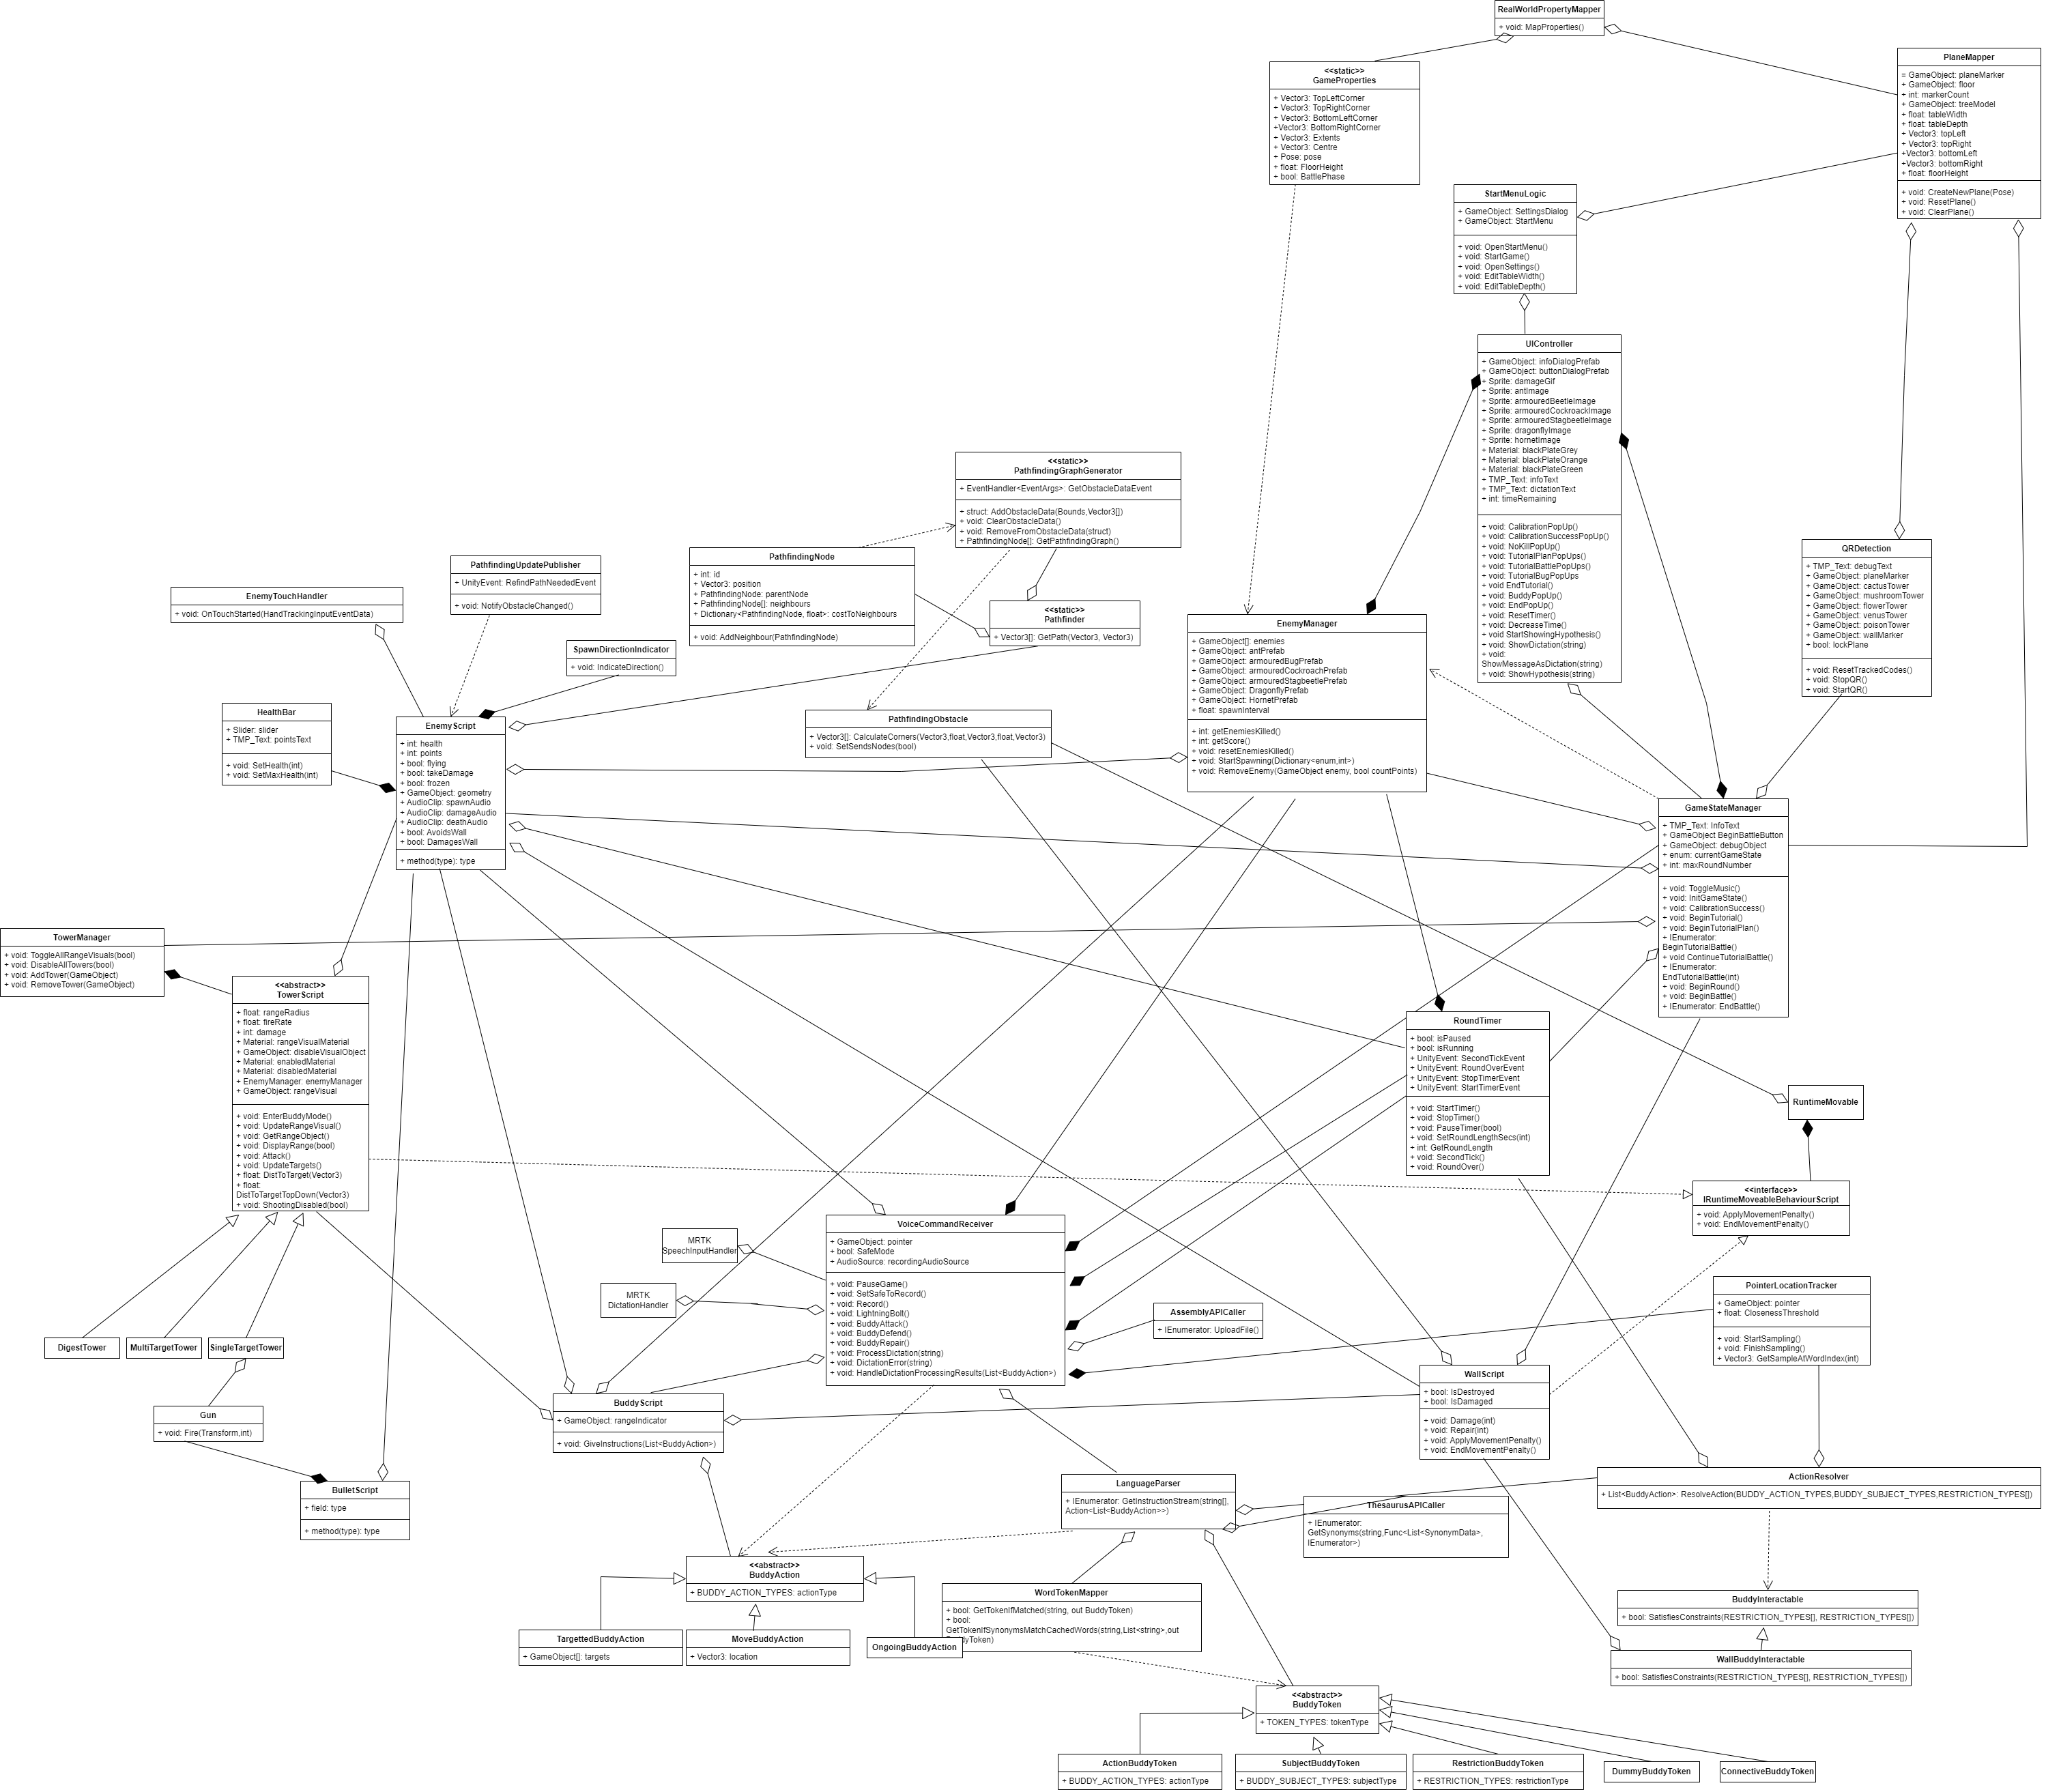 RealWorldPropertyMapper
+ void: MapProperties()
<<static>>
GameProperties
+ Vector3: TopLeftCorner
+ Vector3: TopRightCorner
+ Vector3: BottomLeftCorner
+Vector3: BottomRightCorner
+ Vector3: Extents
+ Vector3: Centre
+ Pose: pose
+ float: FloorHeight
+ bool: BattlePhase
PlaneMapper
= GameObject: planeMarker
+ GameObject: floor
+ int: markerCount
+ GameObject: treeModel
+ float: tableWidth
+ float: tableDepth
+ Vector3: topLeft
+ Vector3: topRight
+Vector3: bottomLeft
+Vector3: bottomRight
+ float: floorHeight
+ void: CreateNewPlane(Pose)
+ void: ResetPlane()
+ void: ClearPlane()
StartMenuLogic
+ GameObject: SettingsDialog
+ GameObject: StartMenu
+ void: OpenStartMenu()
+ void: StartGame()
+ void: OpenSettings()
+ void: EditTableWidth()
+ void: EditTableDepth()
UIController
+ GameObject: infoDialogPrefab
+ GameObject: buttonDialogPrefab
+ Sprite: damageGif
+ Sprite: antImage
+ Sprite: armouredBeetleImage
+ Sprite: armouredCockroackImage
+ Sprite: armouredStagbeetleImage
+ Sprite: dragonflyImage
+ Sprite: hornetImage
+ Material: blackPlateGrey
+ Material: blackPlateOrange
+ Material: blackPlateGreen
+ TMP_Text: infoText
+ TMP_Text: dictationText
+ int: timeRemaining
+ void: CalibrationPopUp()
+ void: CalibrationSuccessPopUp()
+ void: NoKillPopUp()
+ void: TutorialPlanPopUps()
+ void: TutorialBattlePopUps()
+ void: TutorialBugPopUps
+ void EndTutorial()
+ void: BuddyPopUp()
+ void: EndPopUp()
+ void: ResetTimer()
+ void: DecreaseTime()
+ void StartShowingHypothesis()
+ void: ShowDictation(string)
+ void:
ShowMessageAsDictation(string)
+ void: ShowHypothesis(string)
QRDetection
+ TMP_Text: debugText
+ GameObject: planeMarker
+ GameObject: cactusTower
+ GameObject: mushroomTower
+ GameObject: flowerTower
+ GameObject: venusTower
+ GameObject: poisonTower
+ GameObject: wallMarker
+ bool: lockPlane
+ void: ResetTrackedCodes()
+ void: StopQR()
+ void: StartQR()
<<static>>
PathfindingGraphGenerator
+ EventHandler<EventArgs>: GetObstacleDataEvent
+ struct: AddObstacleData(Bounds,Vector3[])
+ void: ClearObstacleData()
+ void: RemoveFromObstacleData(struct)
+ PathfindingNode[]: GetPathfindingGraph()
PathfindingNode
+ int: id
+ Vector3: position
+ PathfindingNode: parentNode
+ PathfindingNode[]: neighbours
+ Dictionary<PathfindingNode, float>: costToNeighbours
+ void: AddNeighbour(PathfindingNode)
<<static>>
Pathfinder
+ Vector3[]: GetPath(Vector3, Vector3)
PathfindingUpdatePublisher
+ UnityEvent: RefindPathNeededEvent
+ void: NotifyObstacleChanged()
EnemyTouchHandler
+ void: OnTouchStarted(HandTrackingInputEventData)
SpawnDirectionIndicator
+ void: IndicateDirection()
HealthBar
+ Slider: slider
+ TMP_Text: pointsText
+ void: SetHealth(int)
+ void: SetMaxHealth(int)
EnemyScript
+ int: health
+ int: points
+ bool: flying
+ bool: takeDamage
+ bool: frozen
+ GameObject: geometry
+ AudioClip: spawnAudio
+ AudioClip: damageAudio
+ AudioClip: deathAudio
+ bool: AvoidsWall
+ bool: DamagesWall
+ method(type): type
PathfindingObstacle
+ Vector3[]: CalculateCorners(Vector3,float,Vector3,float,Vector3)
+ void: SetSendsNodes(bool)
EnemyManager
+ GameObject[]: enemies
+ GameObject: antPrefab
+ GameObject: armouredBugPrefab
+ GameObject: armouredCockroachPrefab
+ GameObject: armouredStagbeetlePrefab
+ GameObject: DragonflyPrefab
+ GameObject: HornetPrefab
+ float: spawnInterval
+ int: getEnemiesKilled()
+ int: getScore()
+ void: resetEnemiesKilled()
+ void: StartSpawning(Dictionary<enum,int>)
+ void: RemoveEnemy(GameObject enemy, bool countPoints)
GameStateManager
+ TMP_Text: InfoText
+ GameObject BeginBattleButton
+ GameObject: debugObject
+ enum: currentGameState
+ int: maxRoundNumber
+ void: ToggleMusic()
+ void: InitGameState()
+ void: CalibrationSuccess()
+ void: BeginTutorial()
+ void: BeginTutorialPlan()
+ IEnumerator:
BeginTutorialBattle()
+ void ContinueTutorialBattle()
+ IEnumerator:
EndTutorialBattle(int)
+ void: BeginRound()
+ void: BeginBattle()
+ IEnumerator: EndBattle()
TowerManager
+ void: ToggleAllRangeVisuals(bool)
+ void: DisableAllTowers(bool)
+ void: AddTower(GameObject)
+ void: RemoveTower(GameObject)
<<abstract>>
TowerScript
+ float: rangeRadius
+ float: fireRate
+ int: damage
+ Material: rangeVisualMaterial
+ GameObject: disableVisualObject
+ Material: enabledMaterial
+ Material: disabledMaterial
+ EnemyManager: enemyManager
+ GameObject: rangeVisual
+ void: EnterBuddyMode()
+ void: UpdateRangeVisual()
+ void: GetRangeObject()
+ void: DisplayRange(bool)
+ void: Attack()
+ void: UpdateTargets()
+ float: DistToTarget(Vector3)
+ float:
DistToTargetTopDown(Vector3)
+ void: ShootingDisabled(bool)
RoundTimer
+ bool: isPaused
+ bool: isRunning
+ UnityEvent: SecondTickEvent
+ UnityEvent: RoundOverEvent
+ UnityEvent: StopTimerEvent
+ UnityEvent: StartTimerEvent
+ void: StartTimer()
+ void: StopTimer()
+ void: PauseTimer(bool)
+ void: SetRoundLengthSecs(int)
+ int: GetRoundLength
+ void: SecondTick()
+ void: RoundOver()
RuntimeMovable
<<interface>>
IRuntimeMoveableBehaviourScript
+ void: ApplyMovementPenalty()
+ void: EndMovementPenalty()
VoiceCommandReceiver
+ GameObject: pointer
+ bool: SafeMode
+ AudioSource: recordingAudioSource
+ void: PauseGame()
+ void: SetSafeToRecord()
+ void: Record()
+ void: LightningBolt()
+ void: BuddyAttack()
+ void: BuddyDefend()
+ void: BuddyRepair()
+ void: ProcessDictation(string)
+ void: DictationError(string)
+ void: HandleDictationProcessingResults(List<BuddyAction>)
MRTK
SpeechInputHandler
MRTK
DictationHandler
AssemblyAPICaller
+ IEnumerator: UploadFile()
PointerLocationTracker
+ GameObject: pointer
+ float: ClosenessThreshold
+ void: StartSampling()
+ void: FinishSampling()
+ Vector3: GetSampleAtWordIndex(int)
DigestTower
MultiTargetTower
SingleTargetTower
Gun
+ void: Fire(Transform,int)
BulletScript
+ field: type
+ method(type): type
BuddyScript
+ GameObject: rangeIndicator
+ void: GiveInstructions(List<BuddyAction>)
WallScript
+ bool: IsDestroyed
+ bool: IsDamaged
+ void: Damage(int)
+ void: Repair(int)
+ void: ApplyMovementPenalty()
+ void: EndMovementPenalty()
LanguageParser
+ IEnumerator: GetInstructionStream(string[],
Action<List<BuddyAction>>)
ThesaurusAPICaller
+ IEnumerator:
GetSynonyms(string,Func<List<SynonymData>,
IEnumerator>)
ActionResolver
+ List<BuddyAction>: ResolveAction(BUDDY_ACTION_TYPES,BUDDY_SUBJECT_TYPES,RESTRICTION_TYPES[])
<<abstract>>
BuddyAction
+ BUDDY_ACTION_TYPES: actionType
WordTokenMapper
+ bool: GetTokenIfMatched(string, out BuddyToken)
+ bool:
GetTokenIfSynonymsMatchCachedWords(string,List<string>,out
TargettedBuddyAction
+ GameObject[]: targets
MoveBuddyAction
+ Vector3: location
OngoingBuddyAction
BuddyInteractable
+ bool: SatisfiesConstraints(RESTRICTION_TYPES[], RESTRICTION_TYPES[])
WallBuddyInteractable
+ bool: SatisfiesConstraints(RESTRICTION_TYPES[], RESTRICTION_TYPES[])
<<abstract>>
BuddyToken
+ TOKEN_TYPES: tokenType
ActionBuddyToken
+ BUDDY_ACTION_TYPES: actionType
SubjectBuddyToken
+ BUDDY_SUBJECT_TYPES: subjectType
RestrictionBuddyToken
+ RESTRICTION_TYPES: restrictionType
DummyBuddyToken
ConnectiveBuddyToken